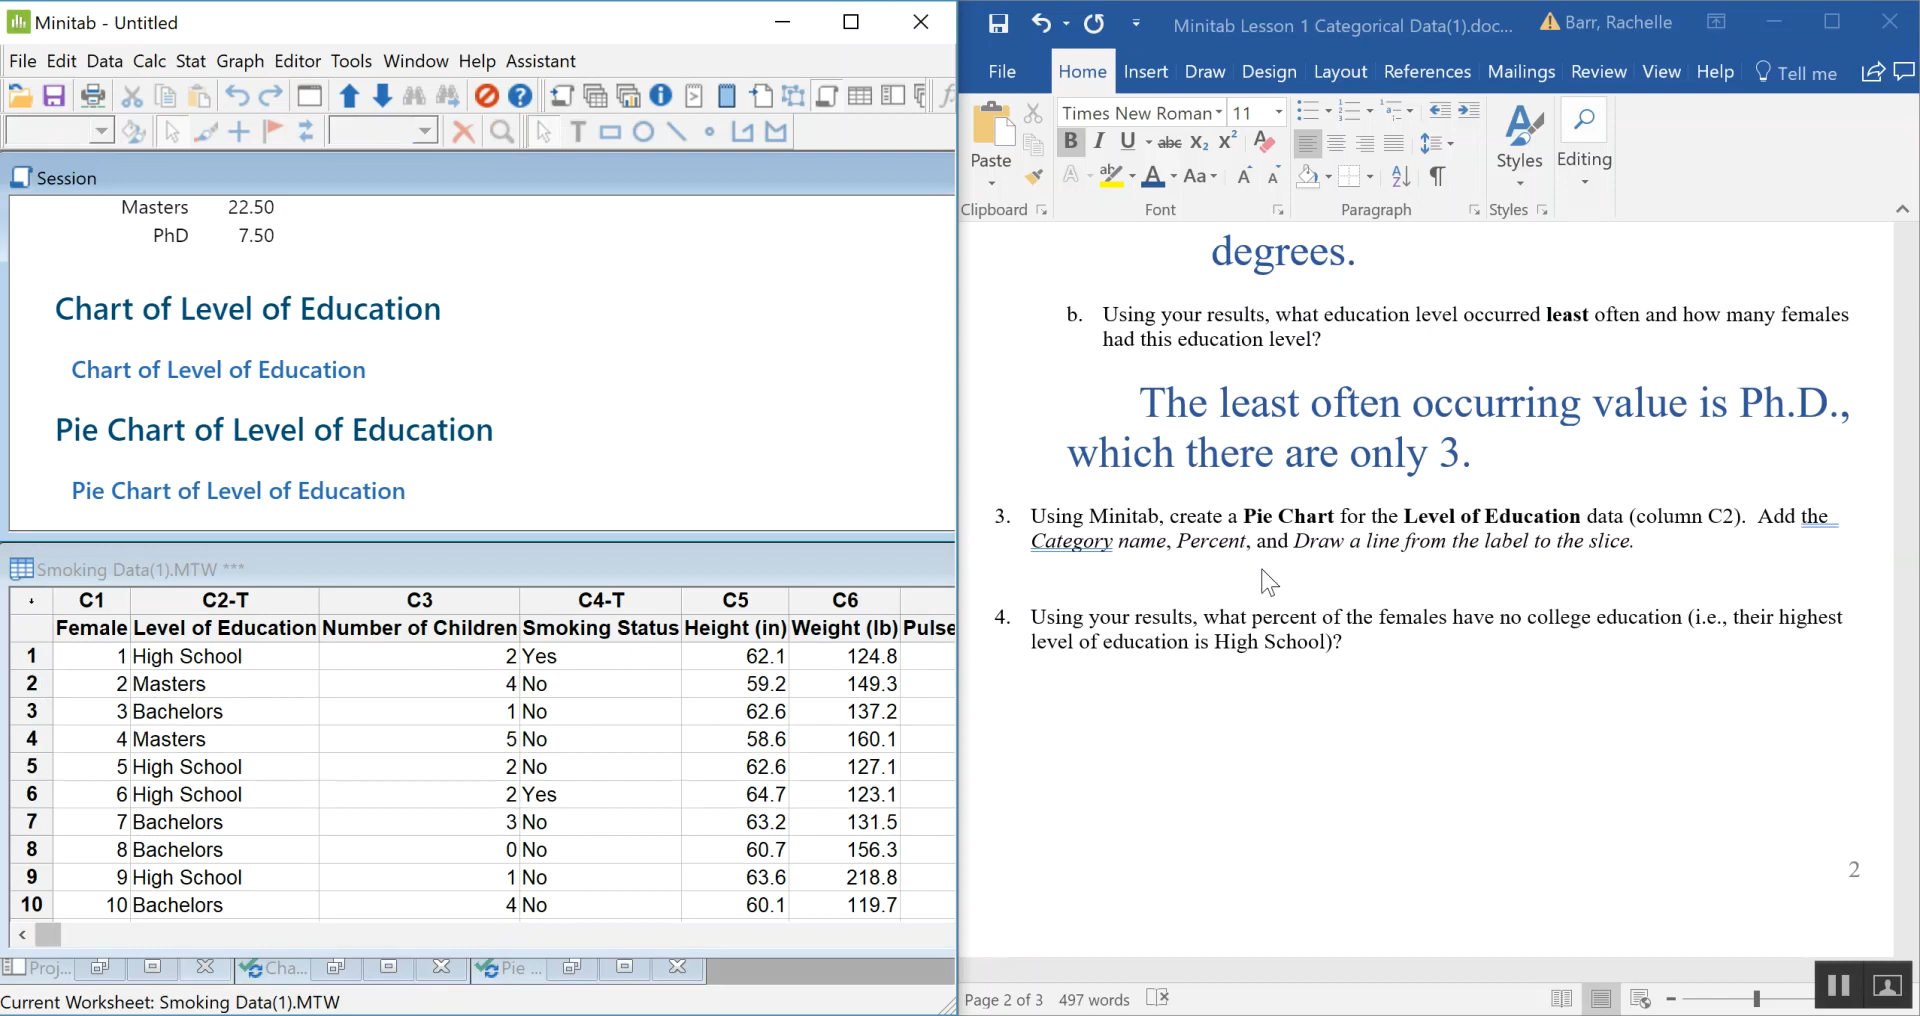 Minitab - Untitled
File Edit Data Calc Stat Graph Editor Tools Window Help Assistant
Session
Masters 22.50
PhD 7.50
Chart of Level of Education
Chart of Level of Education
Pie Chart of Level of Education
Pie Chart of Level of Education
Smoking Data(1).MTW ***
C1 C2-T C3 C4-T C5 C6
Female Level of Education Number of Children Smoking Status Height (in) Weight (lb) Pulse
1 1 High School 2 Yes 62.1 124.8
2 2 Masters 4 No 59.2 149.3
3 3 Bachelors 1 No 62.6 137.2
4 4 Masters 5 No 58.6 160.1
5 5 High School 2 No 62.6 127.1
6 6 High School 2 Yes 64.7 123.1
7 7 Bachelors 3 No 63.2 131.5
8 8 Bachelors 0 No 60.7 156.3
9 9 High School 1 No 63.6 218.8
10 10 Bachelors 4 No 60.1 119.7
Proj... Cha... Pie ...
Current Worksheet: Smoking Data(1).MTW
Minitab Lesson 1 Categorical Data(1).doc... Barr, Rachelle
File Home Insert Draw Design Layout References Mailings Review View Help Tell me
Times New Roman 11
B I U abc X₂ X²
Paste Styles Editing
ab A Aa A A
Clipboard Font Paragraph Styles
degrees.
b. Using your results, what education level occurred least often and how many females
had this education level?
The least often occurring value is Ph.D.,
which there are only 3.
3. Using Minitab, create a Pie Chart for the Level of Education data (column C2). Add the
Category name, Percent, and Draw a line from the label to the slice.
4. Using your results, what percent of the females have no college education (i.e., their highest
level of education is High School)?
2
Page 2 of 3 497 words